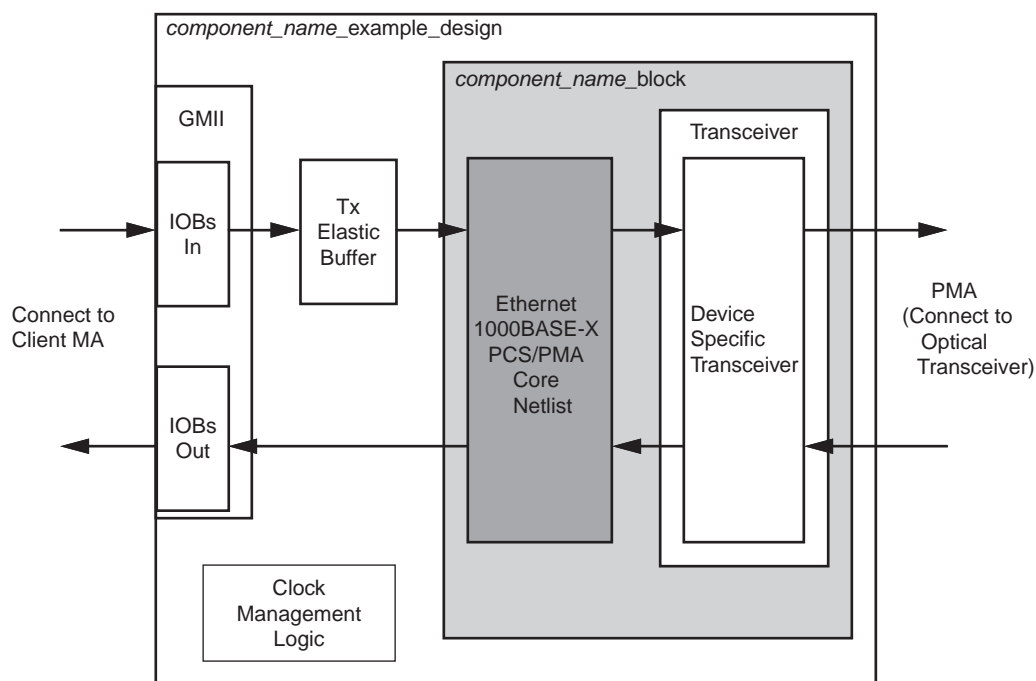 component_name_example_design
component_name_block
GMII
Transceiver
IOBs
In
Tx
Elastic
Buffer
Connect to
Client MA
Ethernet
1000BASE-X
PCS/PMA
Core
Netlist
Device
Specific
Transceiver
PMA
(Connect to
Optical
Transceiver)
IOBs
Out
Clock
Management
Logic